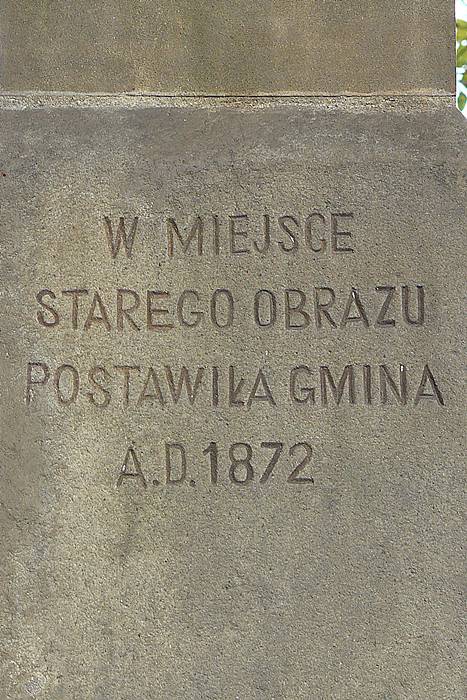 W MIEJSCE
STAREGO OBRAZU
POSTAWIŁA GMINA
A.D. 1872